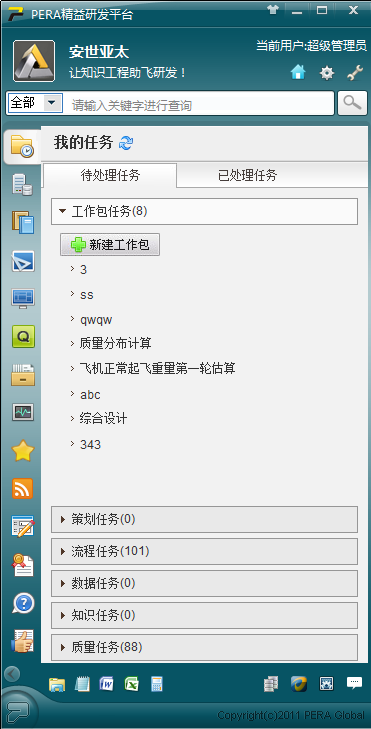 PERA精益研发平台
安世亚太
当前用户:超级管理员
让知识工程助飞研发！
全部
请输入关键字进行查询
我的任务
待处理任务
已处理任务
工作包任务(8)
新建工作包
3
ss
qwqw
质量分布计算
飞机正常起飞重量第一轮估算
abc
综合设计
343
策划任务(0)
流程任务(101)
数据任务(0)
知识任务(0)
质量任务(88)
Copyright(c)2011 PERA Global